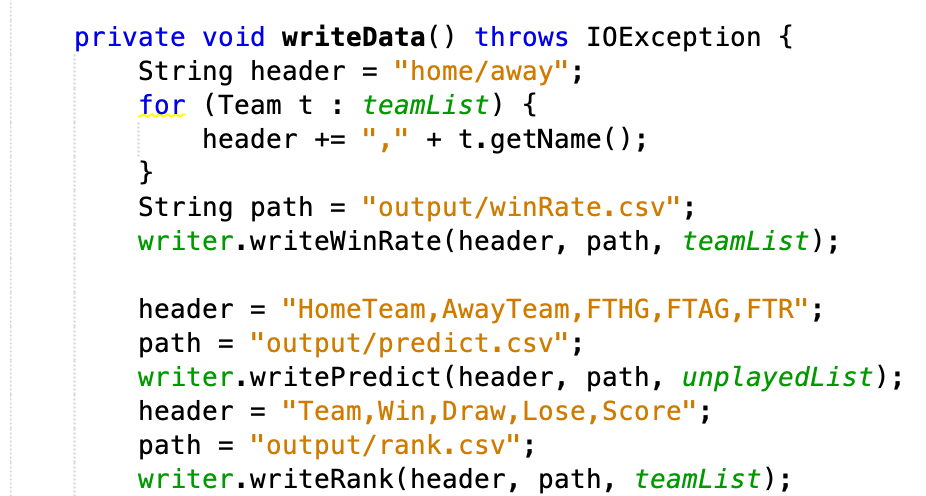 private void writeData() throws IOException {
    String header = "home/away";
    for (Team t : teamList) {
        header += "," + t.getName();
    }
    String path = "output/winRate.csv";
    writer.writeWinRate(header, path, teamList);

    header = "HomeTeam,AwayTeam,FTHG,FTAG,FTR";
    path = "output/predict.csv";
    writer.writePredict(header, path, unplayedList);
    header = "Team,Win,Draw,Lose,Score";
    path = "output/rank.csv";
    writer.writeRank(header, path, teamList);